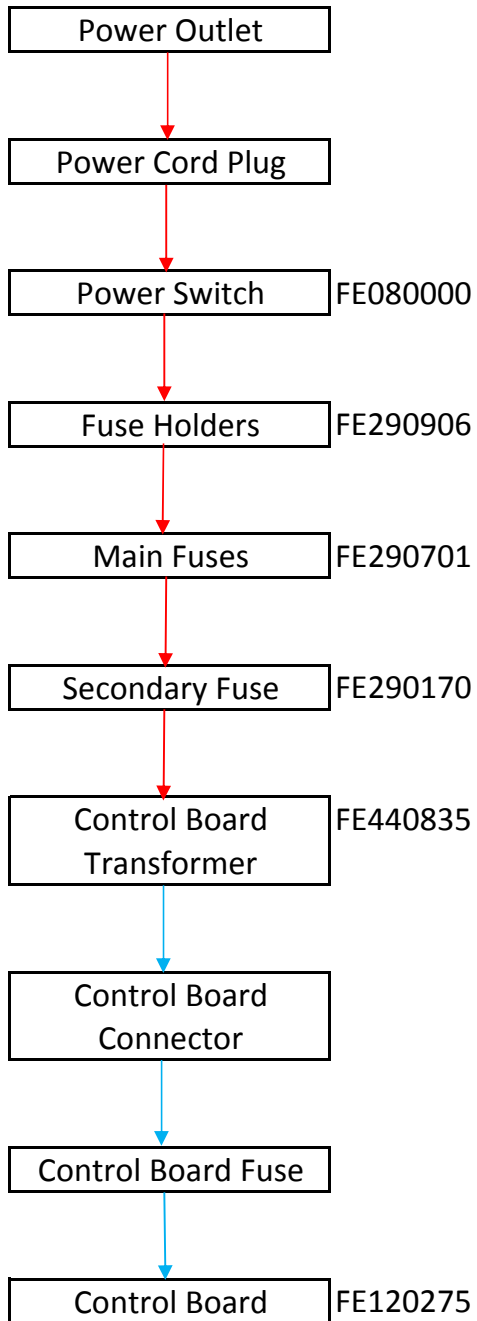 Power Outlet
Power Cord Plug
Power Switch FE080000
Fuse Holders FE290906
Main Fuses FE290701
Secondary Fuse FE290170
Control Board FE440835
Transformer
Control Board
Connector
Control Board Fuse
Control Board FE120275